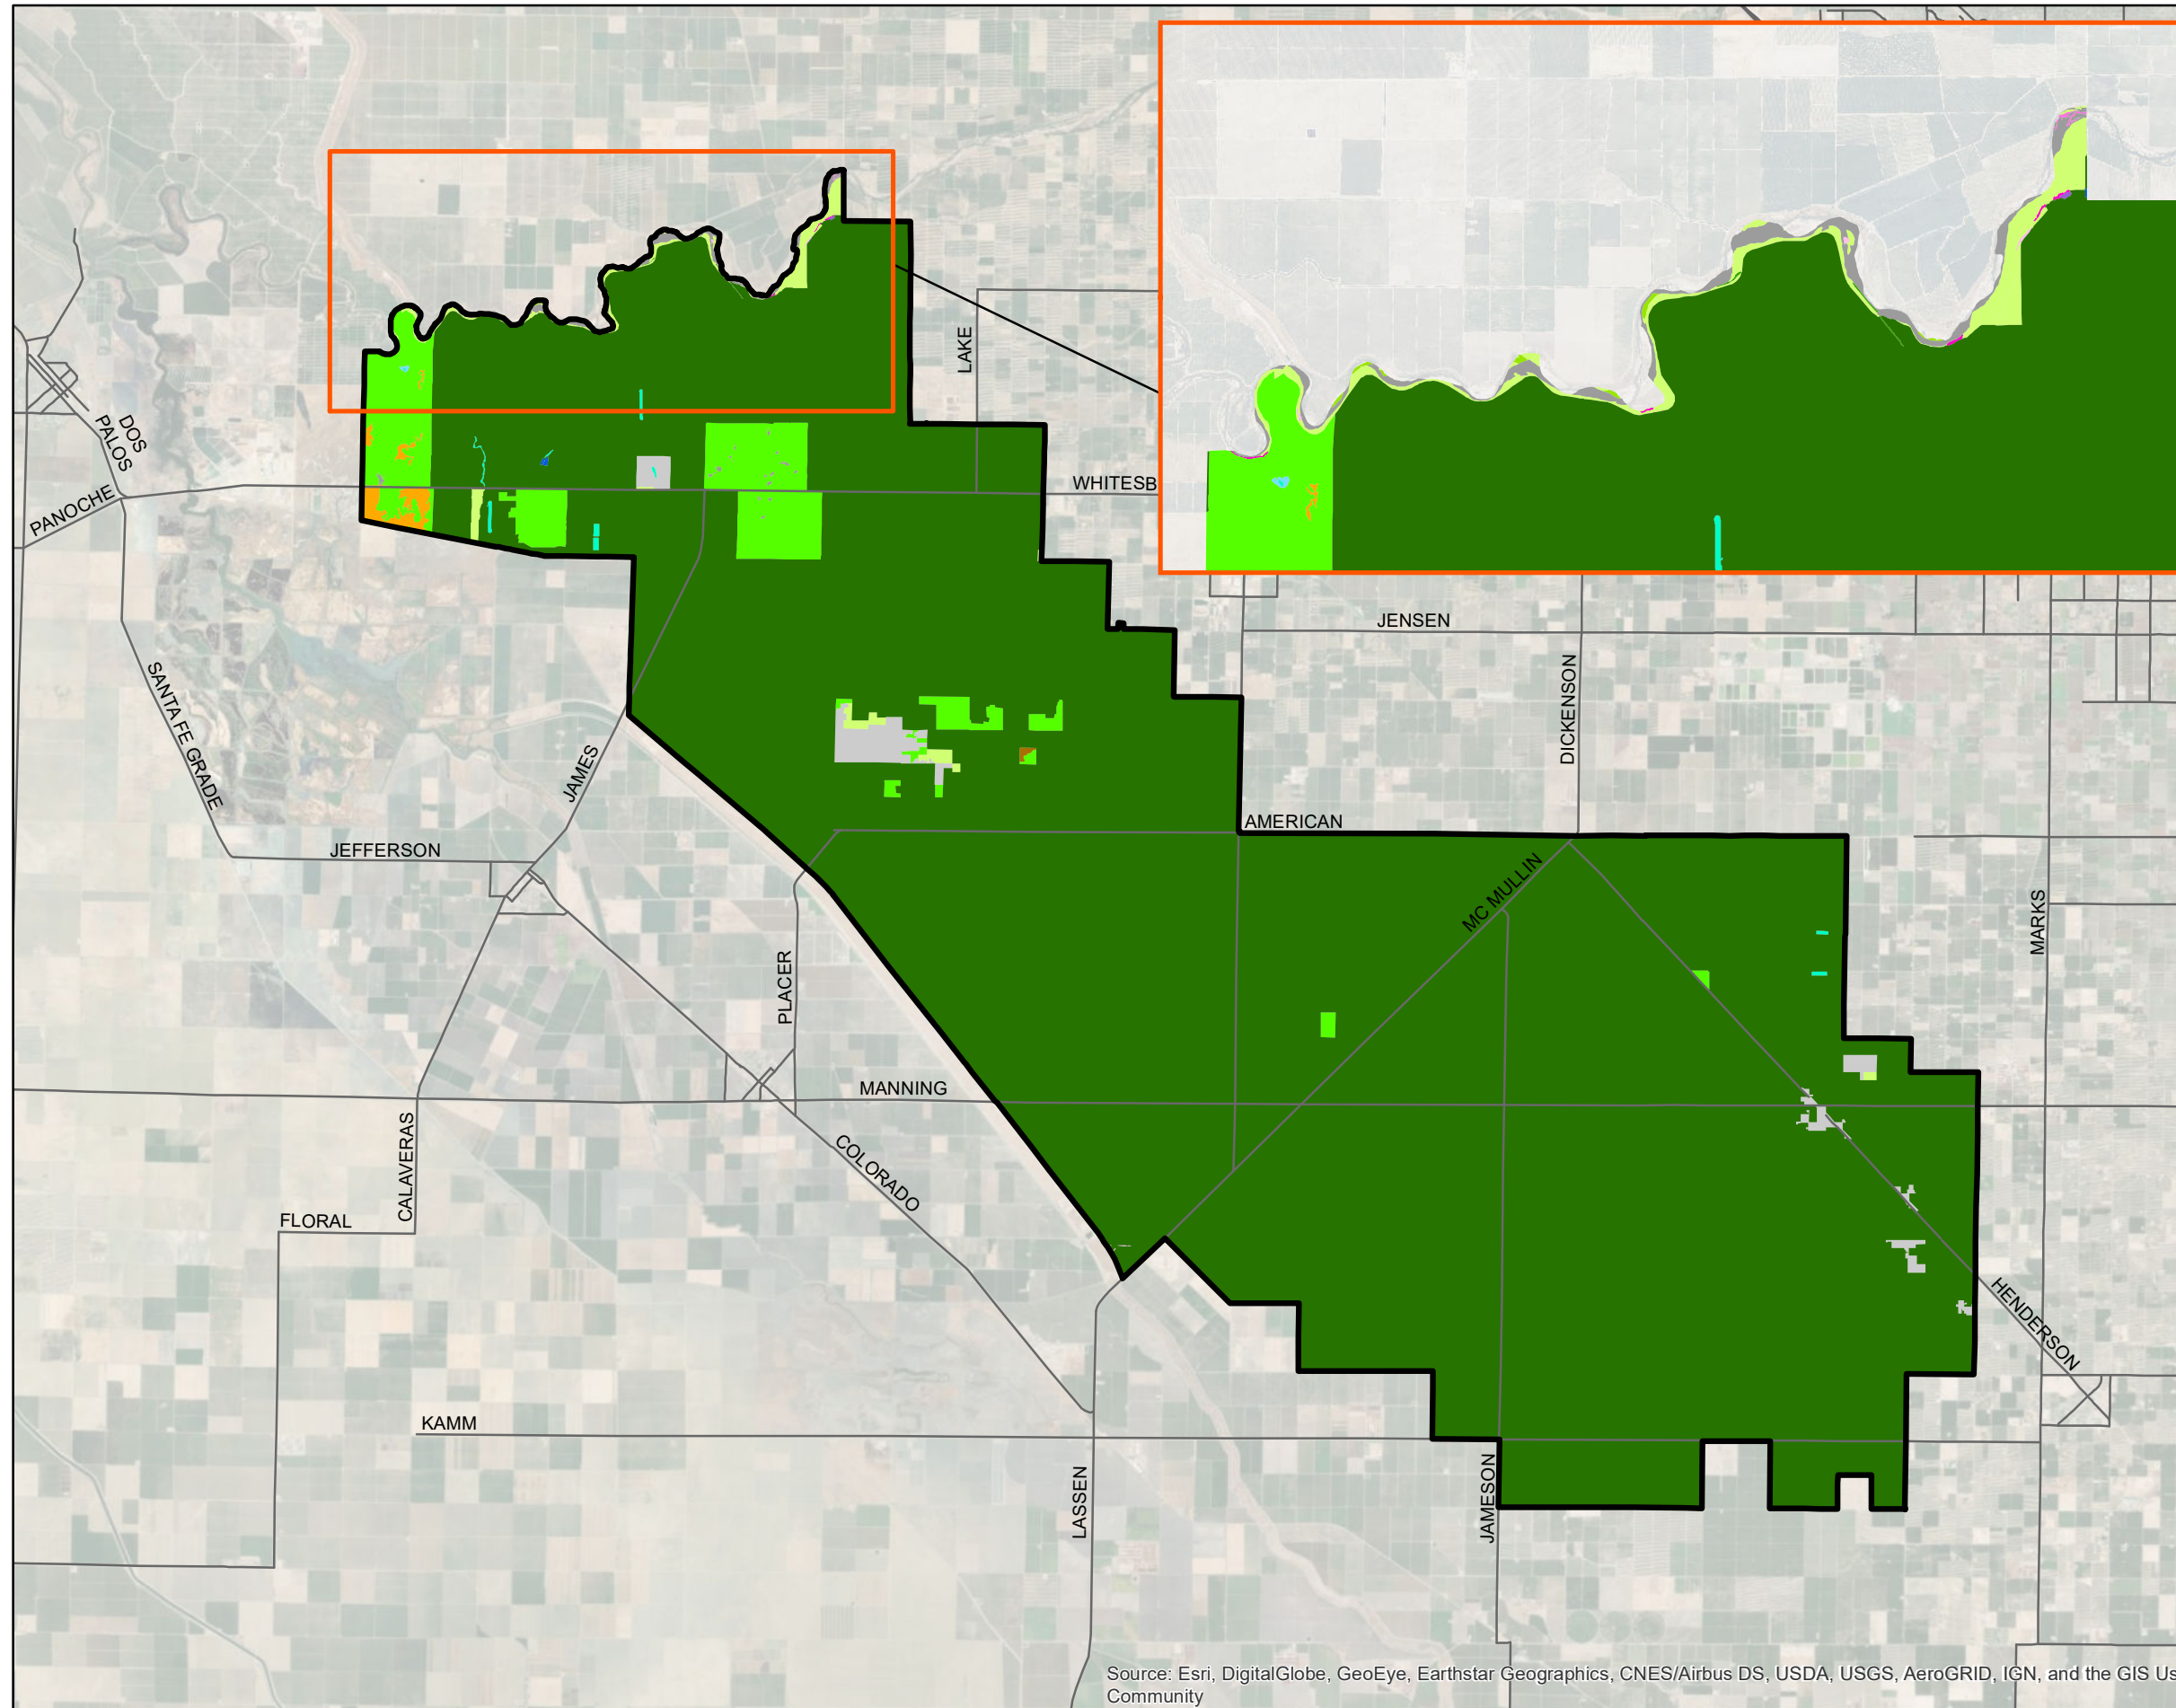 LAKE
DOS
PALOS
WHITESB
PANOCHE
JENSEN
DICKENSON
SANTA FE GRADE
JAMES
AMERICAN
JEFFERSON
MC MULLIN
MARKS
PLACER
MANNING
CALAVERAS
COLORADO
FLORAL
HENDERSON
KAMM
LASSEN
JAMESON
Source: Esri, DigitalGlobe, GeoEye, Earthstar Geographics, CNES/Airbus DS, USDA, USGS, AeroGRID, IGN, and the GIS Us
Community